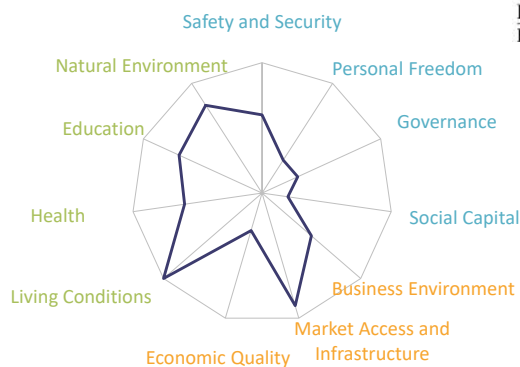 Safety and Security
Natural Environment
Personal Freedom
Education
Governance
Health
Social Capital
Living Conditions
Business Environment
Market Access and
Infrastructure
Economic Quality